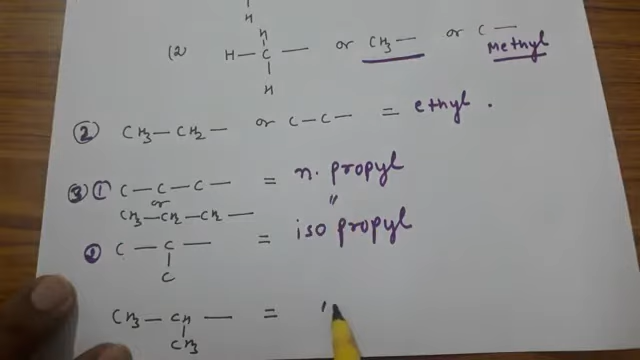 H
H
(2) H—C— or CH3— or C—
H
Methyl
② CH3—CH2— or C—C— = ethyl .
③ ① C—C—C— = n. propyl
or
CH3—CH2—CH2— "
② C—C— = iso propyl
C
CH3—CH— =
CH3